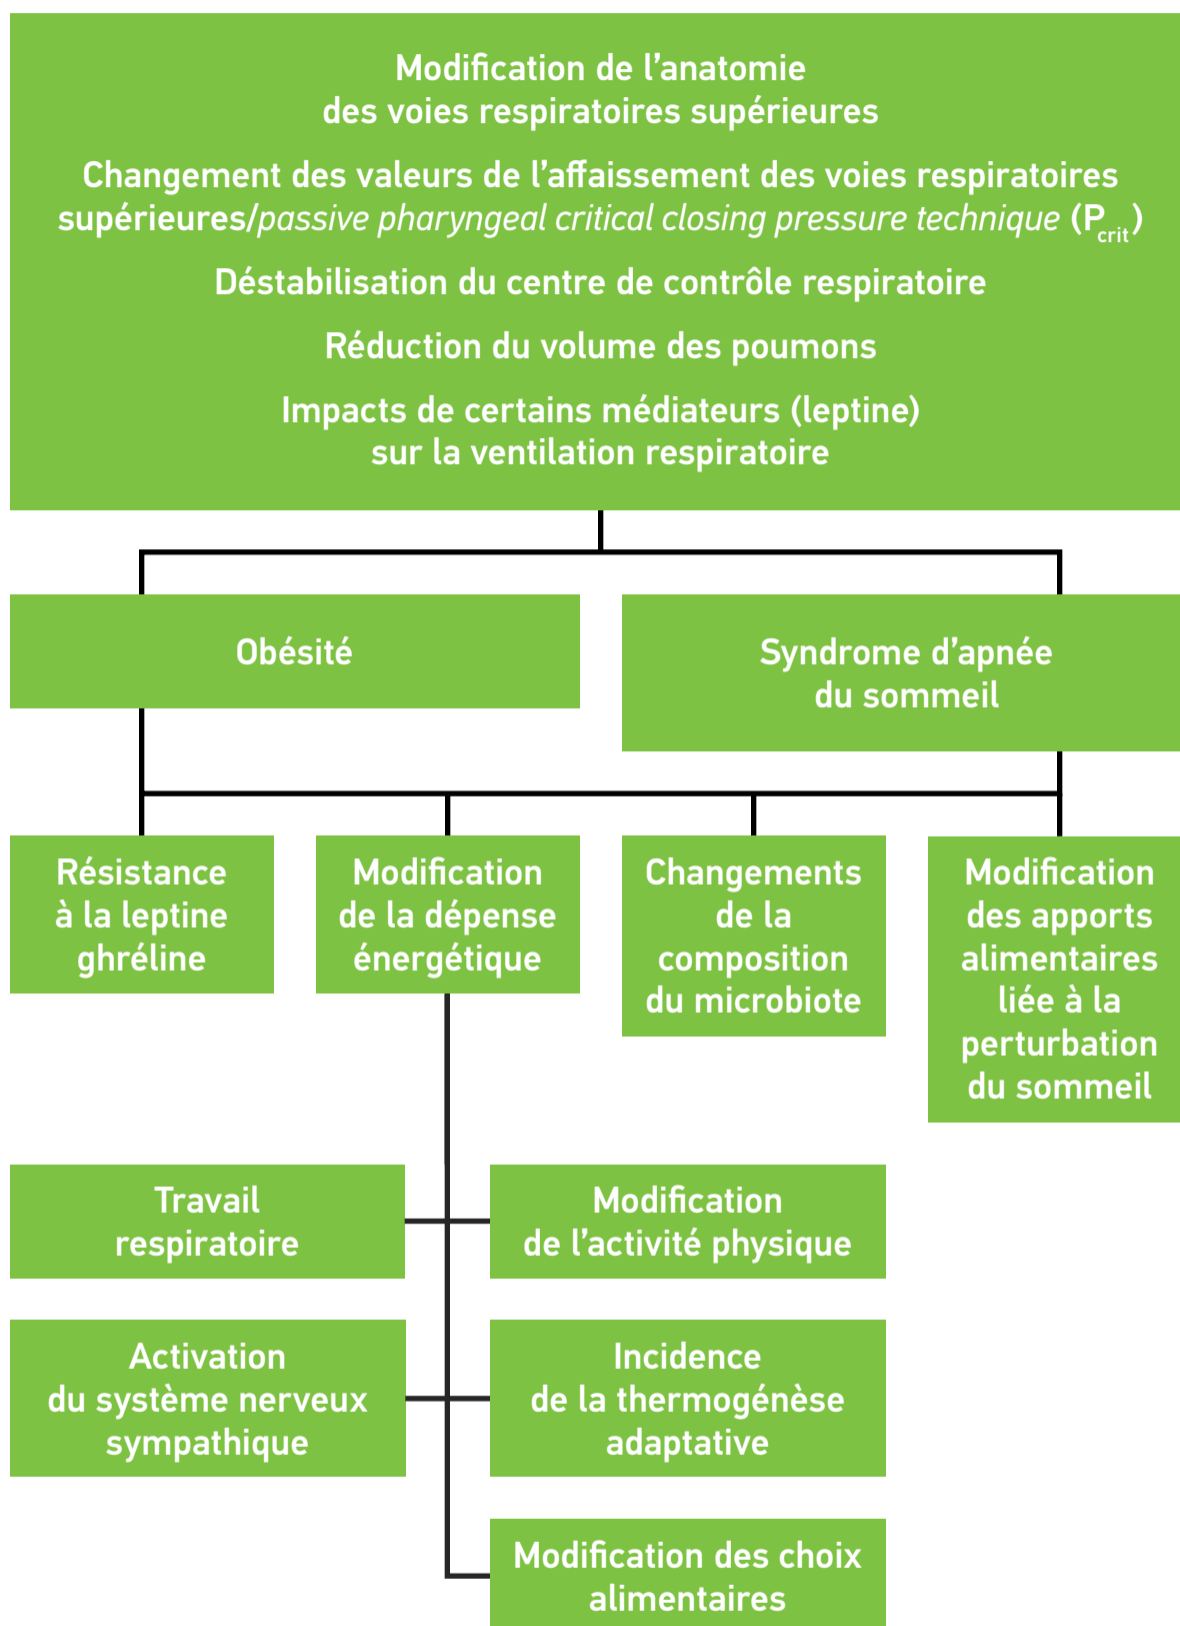 Modification de l’anatomie
des voies respiratoires supérieures
Changement des valeurs de l’affaissement des voies respiratoires
supérieures/passive pharyngeal critical closing pressure technique (Pcrit)
Déstabilisation du centre de contrôle respiratoire
Réduction du volume des poumons
Impacts de certains médiateurs (leptine)
sur la ventilation respiratoire
Obésité
Syndrome d’apnée
du sommeil
Résistance
à la leptine
ghréline
Modification
de la dépense
énergétique
Changements
de la
composition
du microbiote
Modification
des apports
alimentaires
liée à la
perturbation
du sommeil
Travail
respiratoire
Modification
de l’activité physique
Activation
du système nerveux
sympathique
Incidence
de la thermogénèse
adaptative
Modification des choix
alimentaires